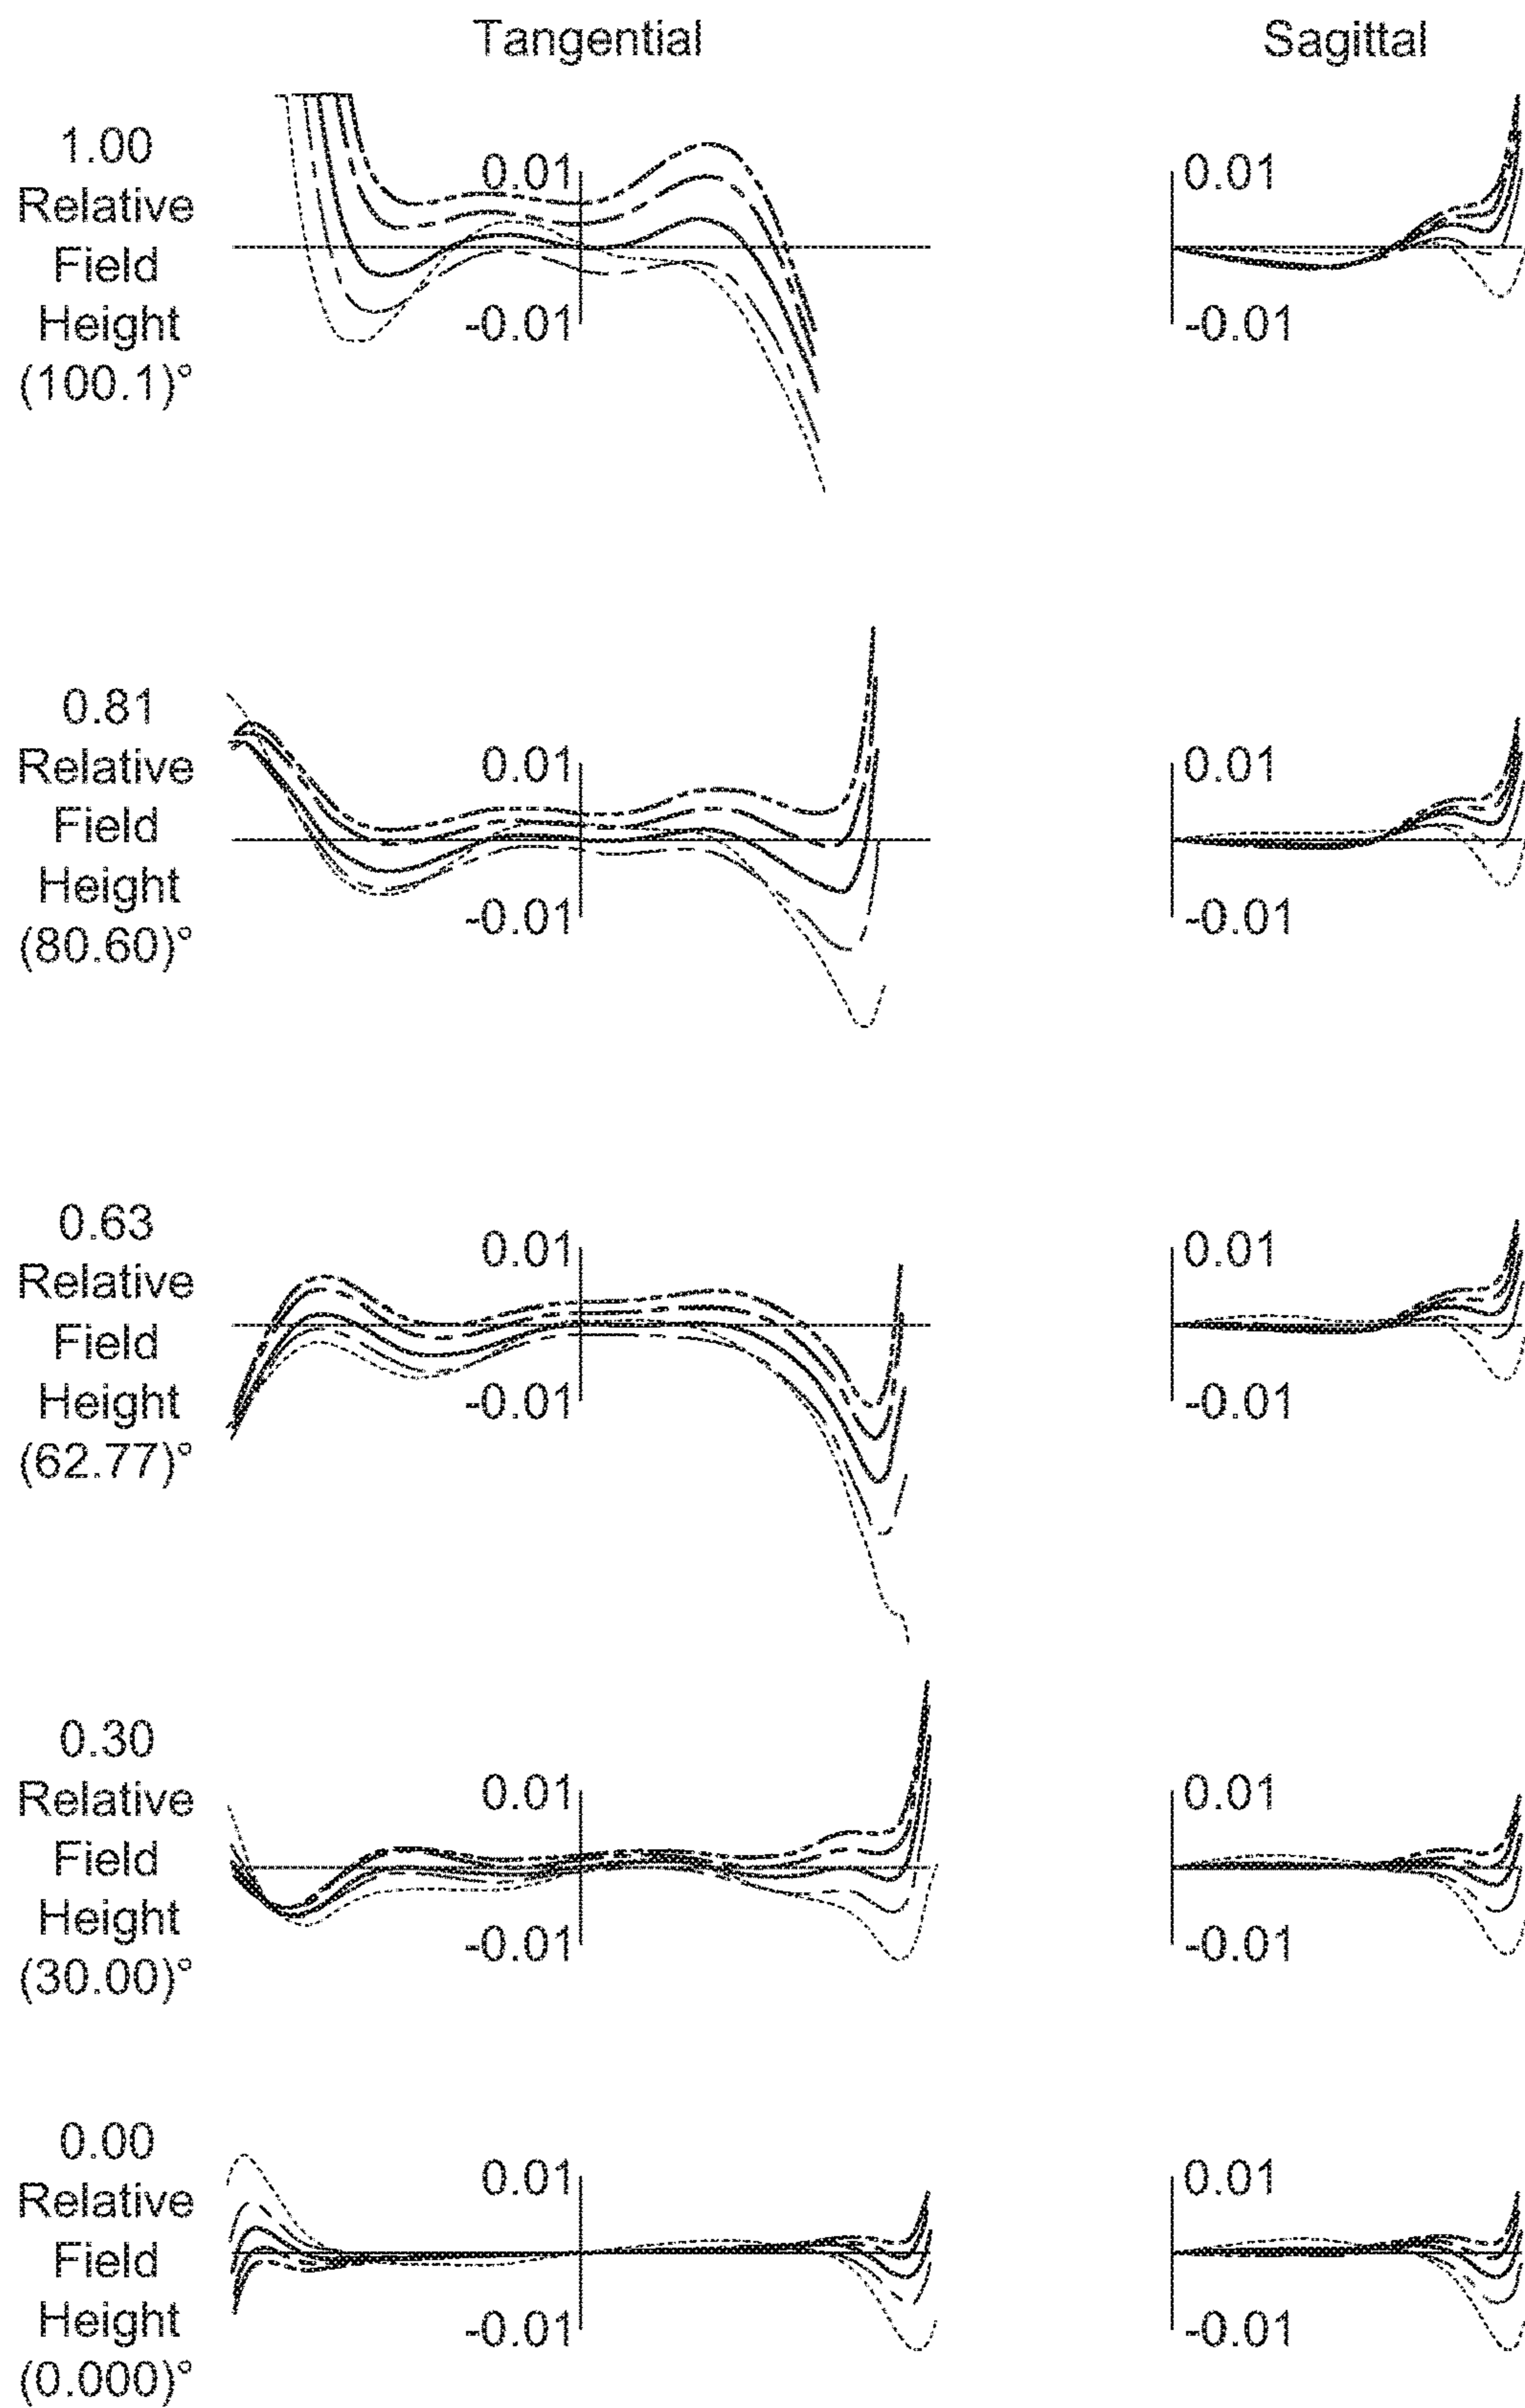 Tangential
Sagittal
1.00
Relative
Field
Height
(100.1)°
0.01
-0.01
0.01
-0.01
0.81
Relative
Field
Height
(80.60)°
0.01
-0.01
0.01
-0.01
0.63
Relative
Field
Height
(62.77)°
0.01
-0.01
0.01
-0.01
0.30
Relative
Field
Height
(30.00)°
0.01
-0.01
0.01
-0.01
0.00
Relative
Field
Height
(0.000)°
0.01
-0.01
0.01
-0.01